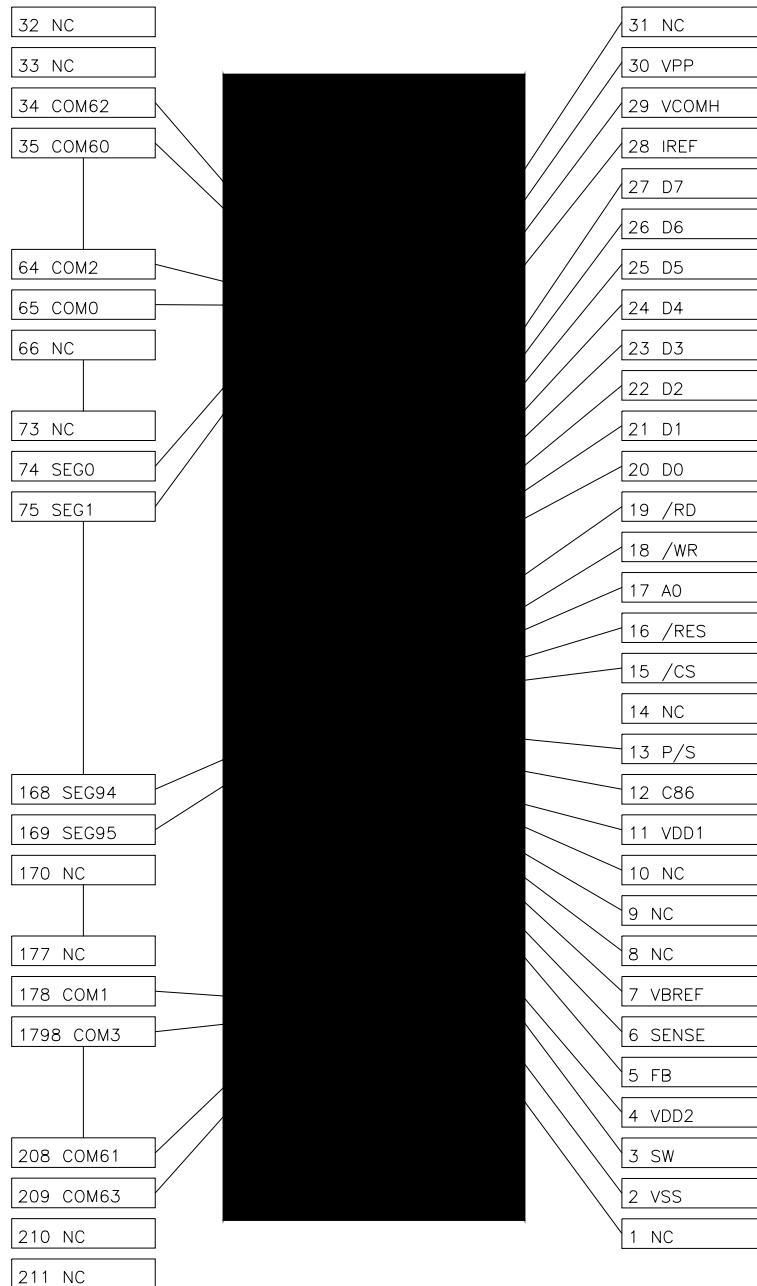 32 NC
33 NC
34 COM62
35 COM60
64 COM2
65 COM0
66 NC
73 NC
74 SEG0
75 SEG1
168 SEG94
169 SEG95
170 NC
177 NC
178 COM1
1798 COM3
208 COM61
209 COM63
210 NC
211 NC
31 NC
30 VPP
29 VCOMH
28 IREF
27 D7
26 D6
25 D5
24 D4
23 D3
22 D2
21 D1
20 D0
19 /RD
18 /WR
17 A0
16 /RES
15 /CS
14 NC
13 P/S
12 C86
11 VDD1
10 NC
9 NC
8 NC
7 VBREF
6 SENSE
5 FB
4 VDD2
3 SW
2 VSS
1 NC